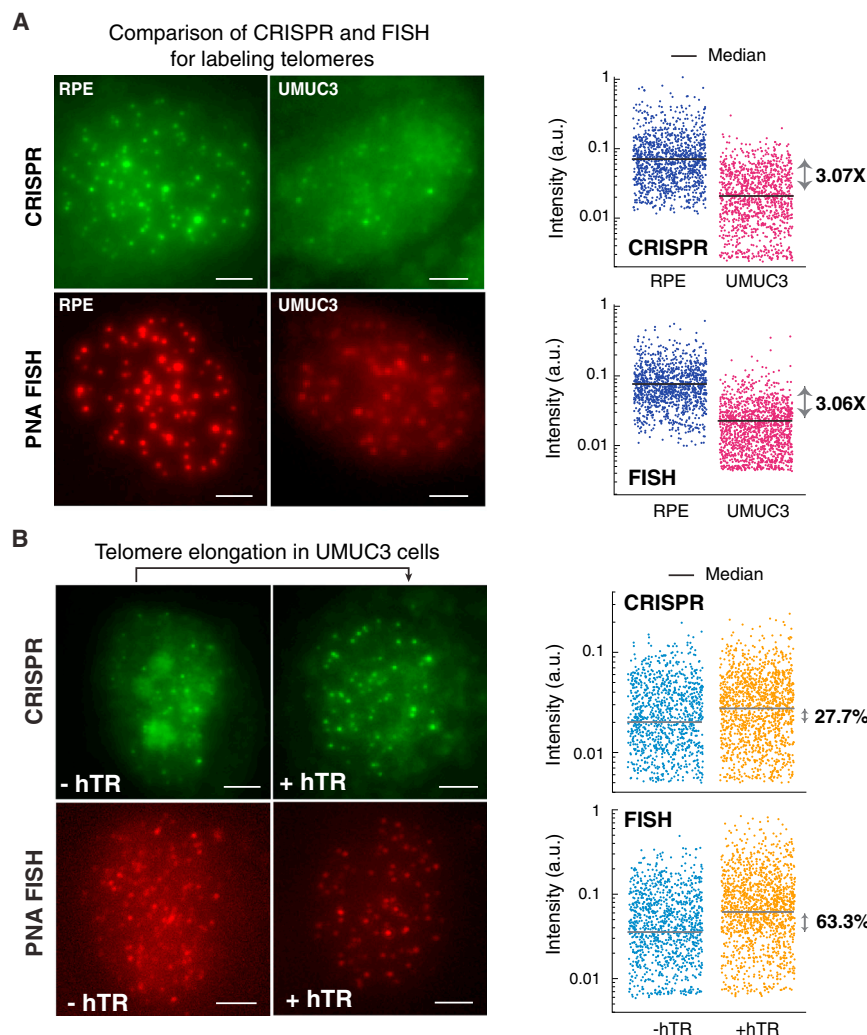 A
Comparison of CRISPR and FISH
for labeling telomeres
RPE
UMUC3
CRISPR
RPE
UMUC3
PNA FISH
Median
1
0.1
0.01
Intensity (a.u.)
CRISPR
3.07X
RPE
UMUC3
1
0.1
0.01
Intensity (a.u.)
FISH
3.06X
RPE
UMUC3
B
Telomere elongation in UMUC3 cells
CRISPR
- hTR
+ hTR
PNA FISH
- hTR
+ hTR
Median
CRISPR
0.1
0.01
Intensity (a.u.)
27.7%
FISH
1
0.1
0.01
Intensity (a.u.)
63.3%
-hTR
+hTR